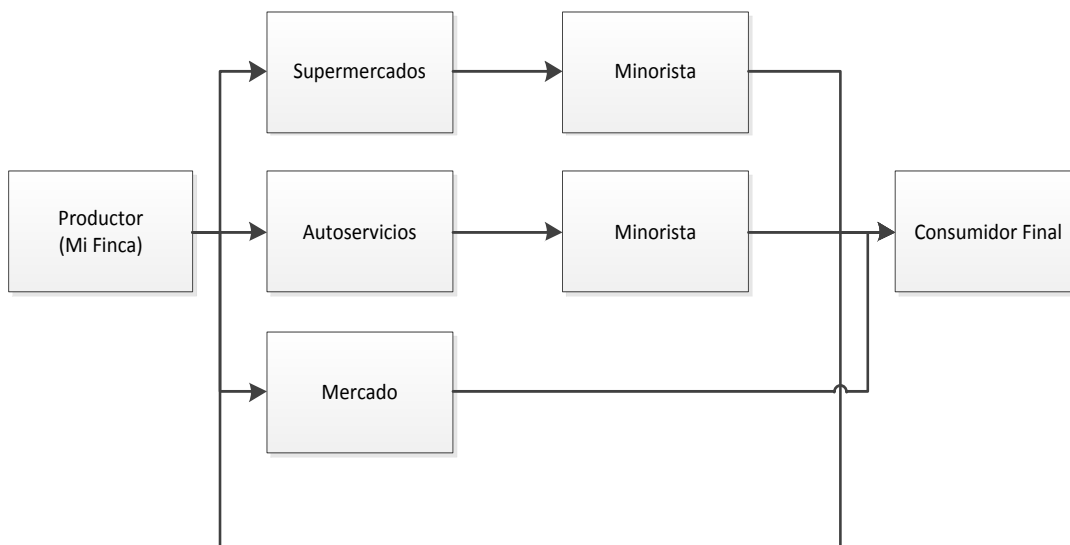 Supermercados
Minorista
Productor
(Mi Finca)
Autoservicios
Minorista
Consumidor Final
Mercado